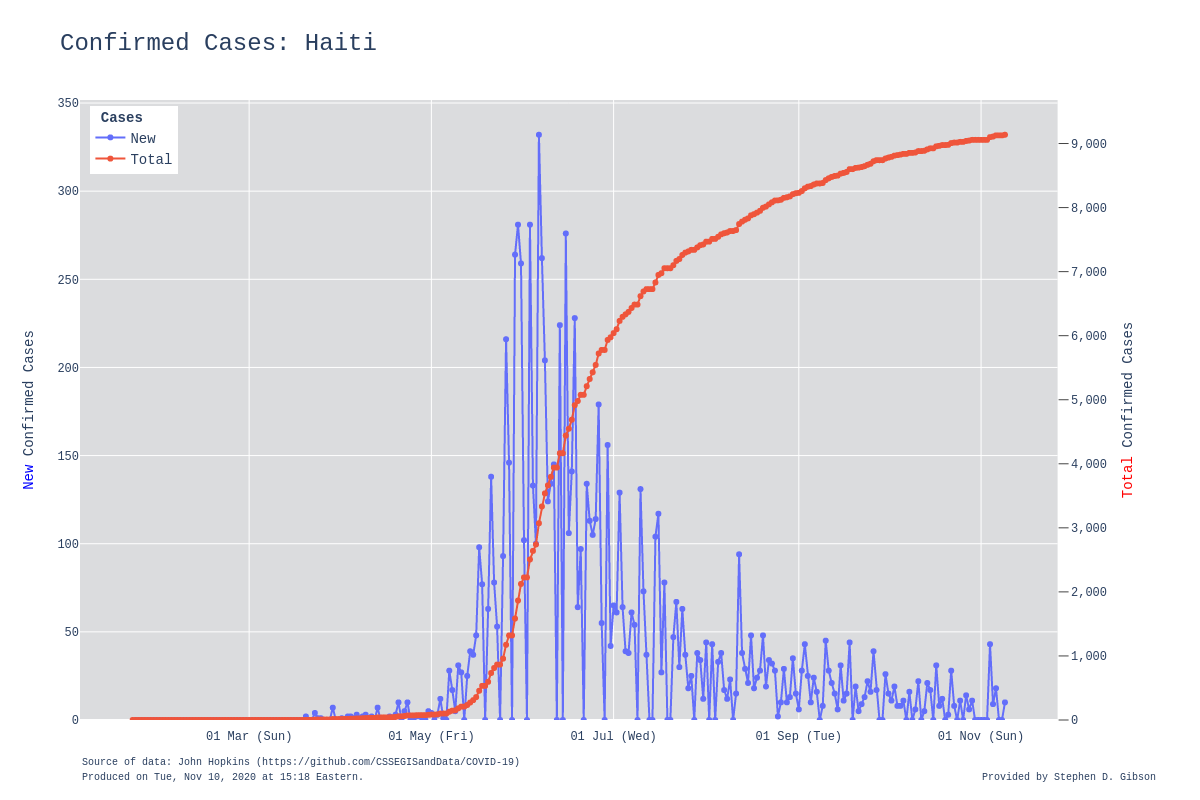 Confirmed Cases: Haiti
Cases
New
Total
350
300
250
200
150
100
50
0
9,000
8,000
7,000
6,000
5,000
4,000
3,000
2,000
1,000
0
New Confirmed Cases
Total Confirmed Cases
01 Mar (Sun) 01 May (Fri) 01 Jul (Wed) 01 Sep (Tue) 01 Nov (Sun)
Source of data: John Hopkins (https://github.com/CSSEGISandData/COVID-19)
Produced on Tue, Nov 10, 2020 at 15:18 Eastern.
Provided by Stephen D. Gibson